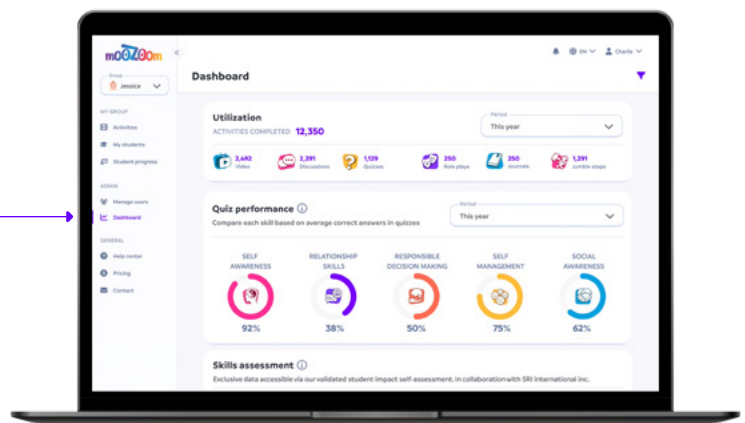 mooZoom
EN
Charlie
Group
Jessica
Dashboard
MY GROUP
Activities
My students
Student progress
ADMIN
Manage users
Dashboard
GENERAL
Help center
Pricing
Contact
Utilization
ACTIVITIES COMPLETED 12,350
Period
This year
2,492
Video
2,291
Discussions
1,129
Quizzes
250
Role plays
250
Journals
1,291
Jumble steps
Quiz performance
Compare each skill based on average correct answers in quizzes
Period
This year
SELF
AWARENESS
92%
RELATIONSHIP
SKILLS
38%
RESPONSIBLE
DECISION MAKING
50%
SELF
MANAGEMENT
75%
SOCIAL
AWARENESS
62%
Skills assessment
Exclusive data accessible via our validated student impact self-assessment. In collaboration with SRI international inc.